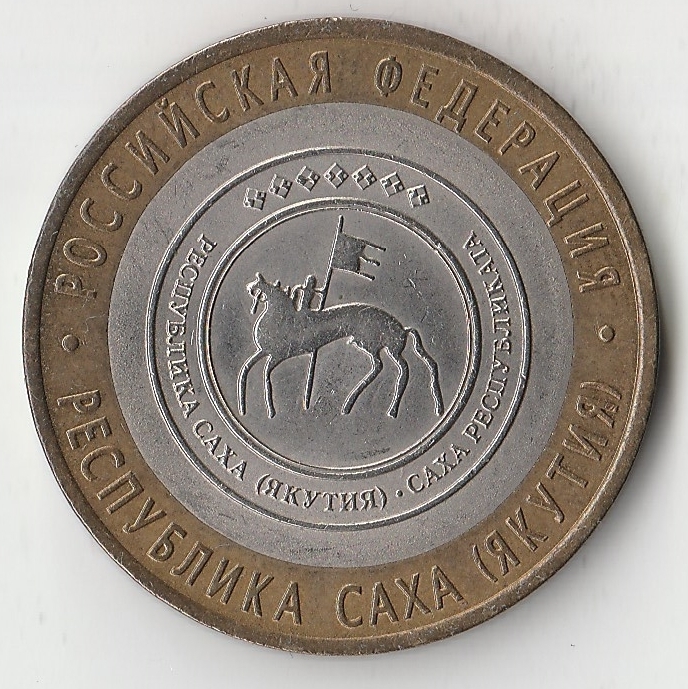 РОССИЙСКАЯ ФЕДЕРАЦИЯ
• РЕСПУБЛИКА САХА (ЯКУТИЯ) •
РЕСПУБЛИКА САХА (ЯКУТИЯ) • САХА РЕСПУБЛИКАТА